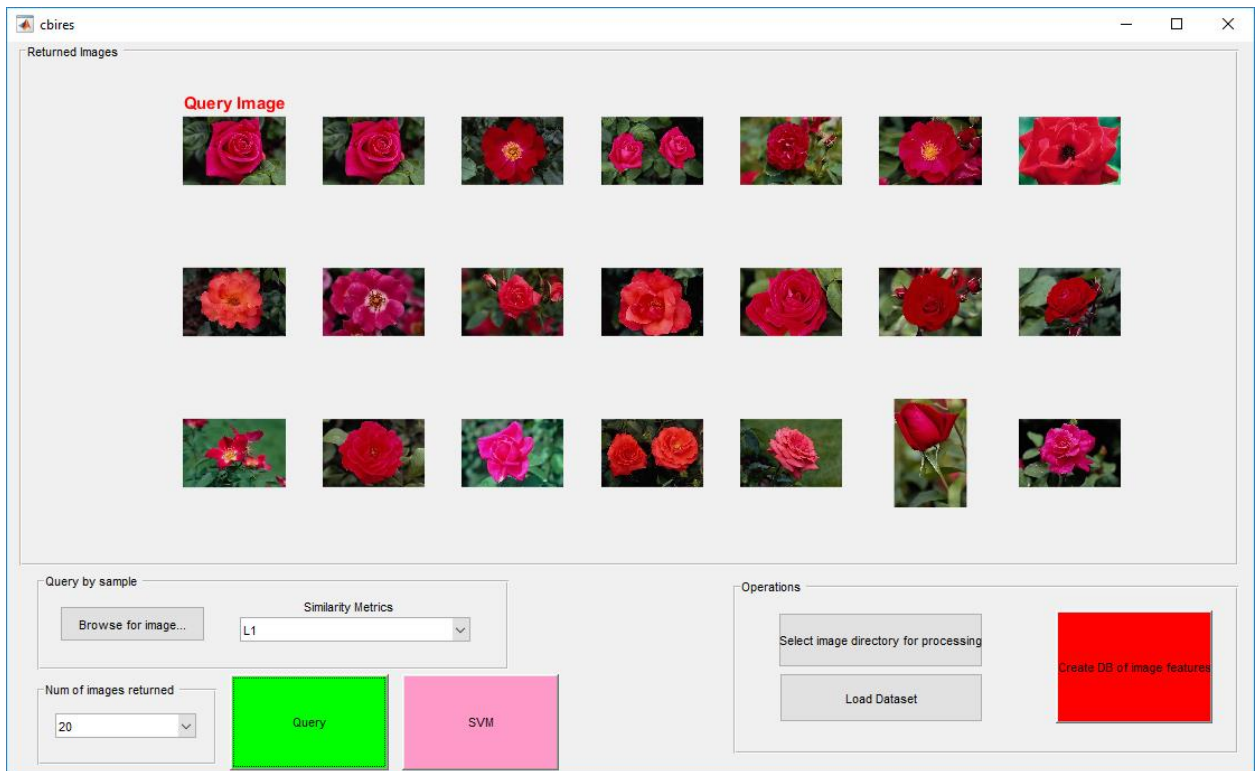 cbires
Returned Images
Query Image
Query by sample
Browse for image...
Similarity Metrics
L1
Num of images returned
20
Query
SVM
Operations
Select image directory for processing
Load Dataset
Create DB of image features